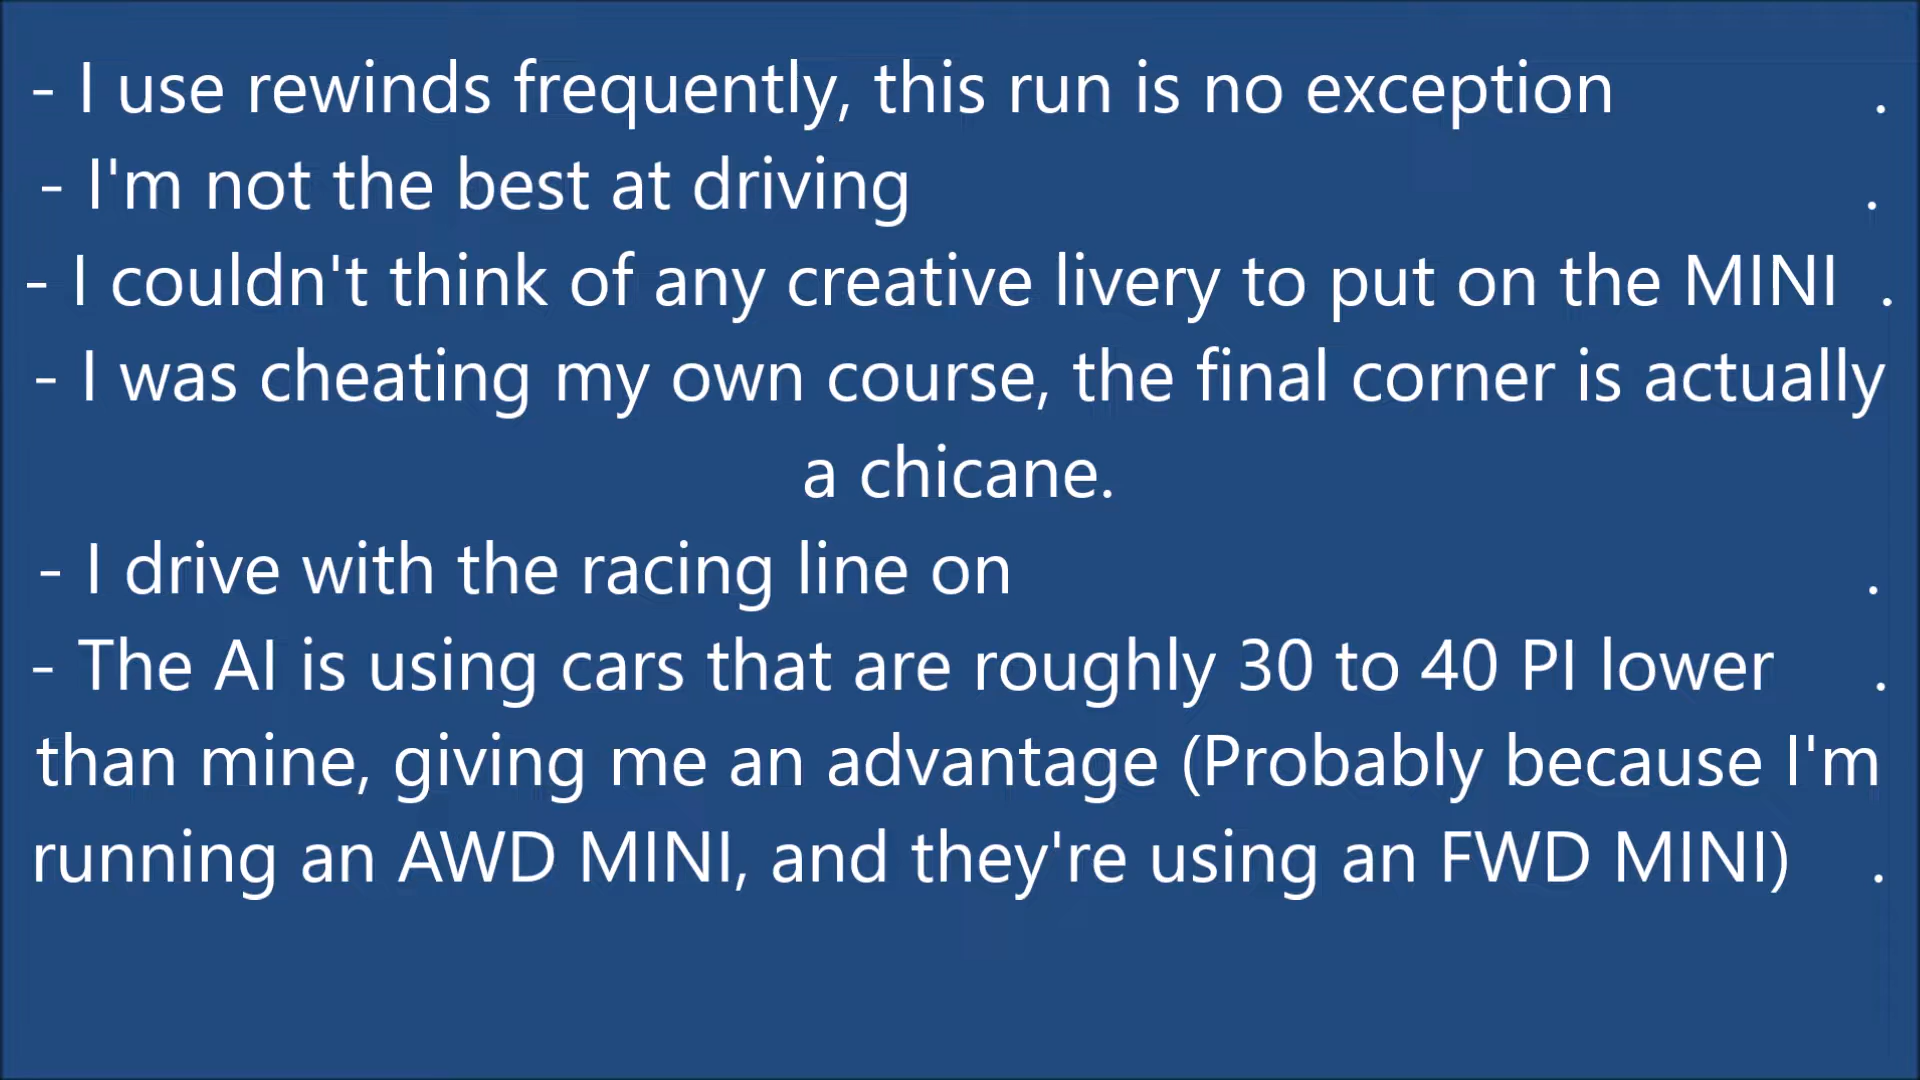 - I use rewinds frequently, this run is no exception .
- I'm not the best at driving .
- I couldn't think of any creative livery to put on the MINI .
- I was cheating my own course, the final corner is actually
a chicane.
- I drive with the racing line on .
- The AI is using cars that are roughly 30 to 40 PI lower .
than mine, giving me an advantage (Probably because I'm
running an AWD MINI, and they're using an FWD MINI) .